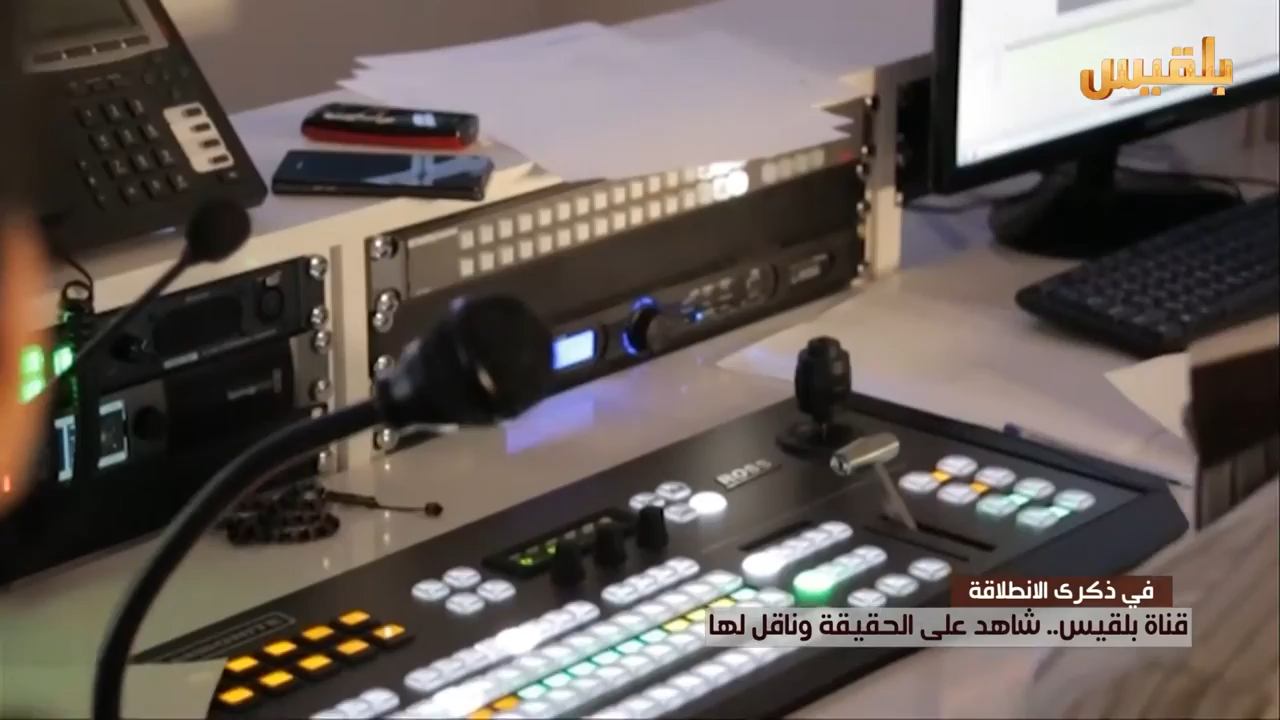 بلقيس
ROSS
في ذكرى الانطلاقة
قناة بلقيس.. شاهد على الحقيقة وناقل لها